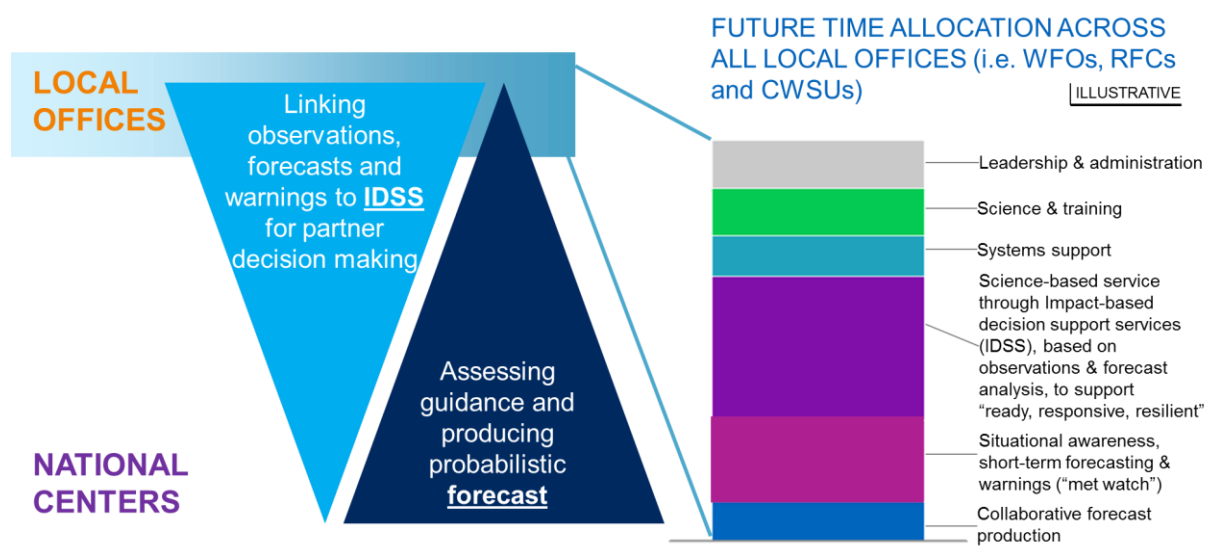 LOCAL
OFFICES
Linking
observations,
forecasts and
warnings to IDSS
for partner
decision making
Assessing
guidance and
producing
probabilistic
forecast
NATIONAL
CENTERS
FUTURE TIME ALLOCATION ACROSS
ALL LOCAL OFFICES (i.e. WFOs, RFCs
and CWSUs)
ILLUSTRATIVE
Leadership & administration
Science & training
Systems support
Science-based service
through Impact-based
decision support services
(IDSS), based on
observations & forecast
analysis, to support
“ready, responsive, resilient”
Situational awareness,
short-term forecasting &
warnings (“met watch”)
Collaborative forecast
production